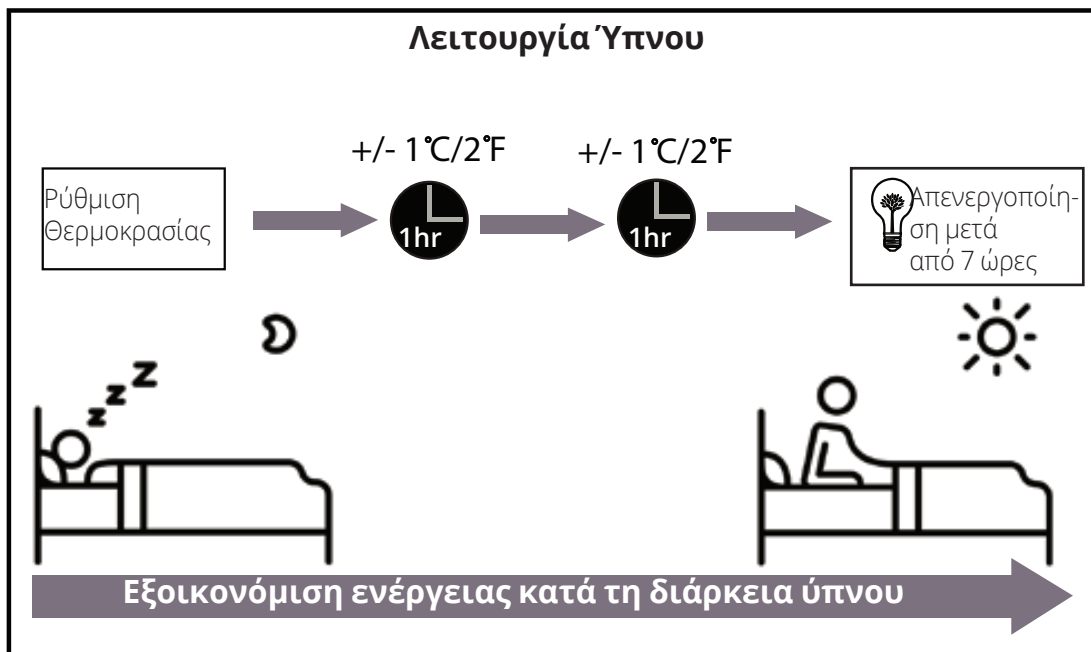 Λειτουργία Ύπνου
+/- 1°C/2°F
+/- 1°C/2°F
Ρύθμιση
Θερμοκρασίας
1hr
1hr
Απενεργοποίη-
ση μετά
από 7 ώρες
z z z
Εξοικονόμιση ενέργειας κατά τη διάρκεια ύπνου